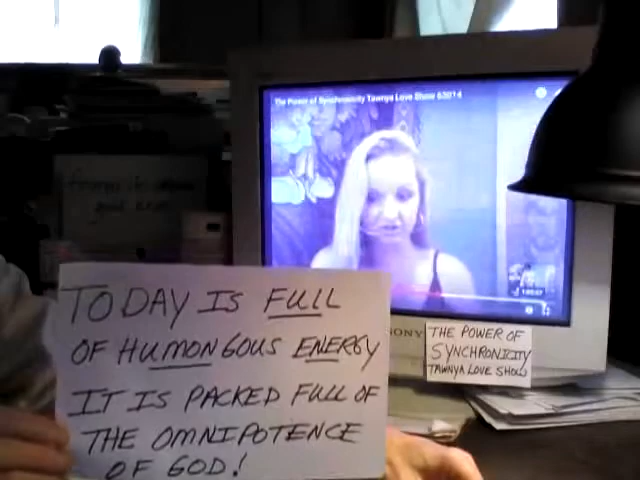 The Power of Synchronicity Tawnya Love Show 63014
TODAY IS FULL
OF HUMONGOUS ENERGY
IT IS PACKED FULL OF
THE OMNIPOTENCE
OF GOD!
SONY
THE POWER OF
SYNCHRONICITY
TAWNYA LOVE SHOW